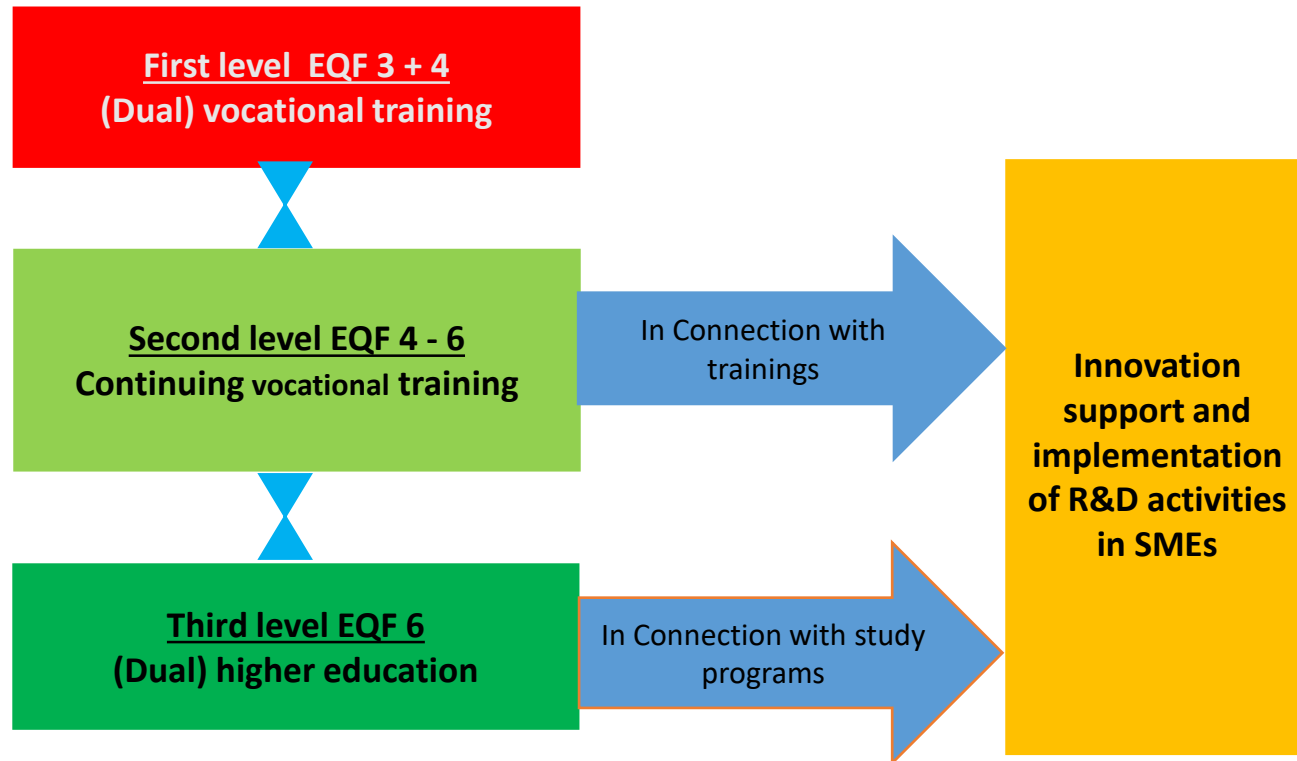 First level  EQF 3 + 4
(Dual) vocational training
Second level EQF 4 - 6
Continuing vocational training
In Connection with
trainings
Third level EQF 6
(Dual) higher education
In Connection with study
programs
Innovation
support and
implementation
of R&D activities
in SMEs